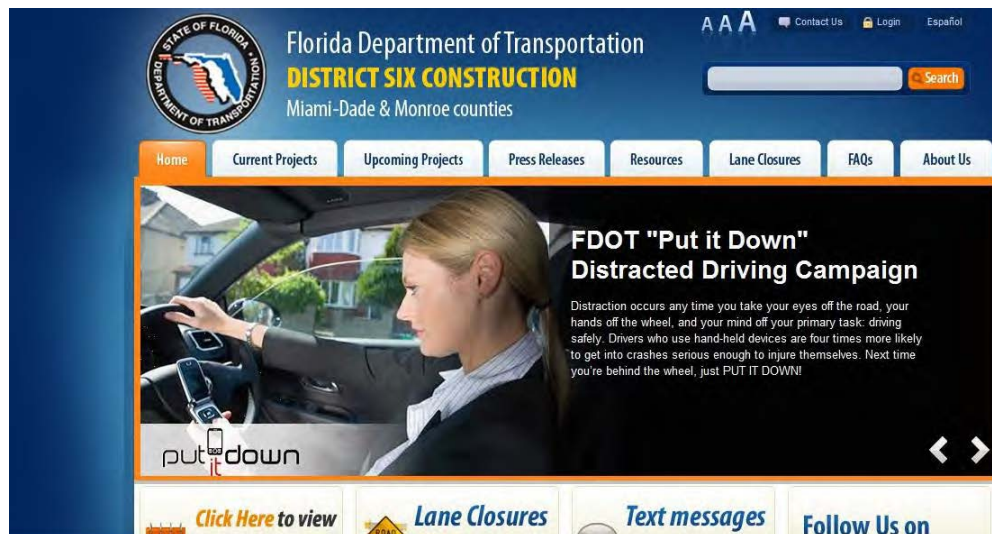 STATE OF FLORIDA
DEPARTMENT OF TRANSPORTATION
Florida Department of Transportation
DISTRICT SIX CONSTRUCTION
Miami-Dade & Monroe counties
A A A Contact Us Login Español
Search
Home Current Projects Upcoming Projects Press Releases Resources Lane Closures FAQs About Us
FDOT "Put it Down"
Distracted Driving Campaign
Distraction occurs any time you take your eyes off the road, your
hands off the wheel, and your mind off your primary task: driving
safely. Drivers who use hand-held devices are four times more likely
to get into crashes serious enough to injure themselves. Next time
you're behind the wheel, just PUT IT DOWN!
put it down
Click Here to view
ROAD
Lane Closures
Text messages
Follow Us on